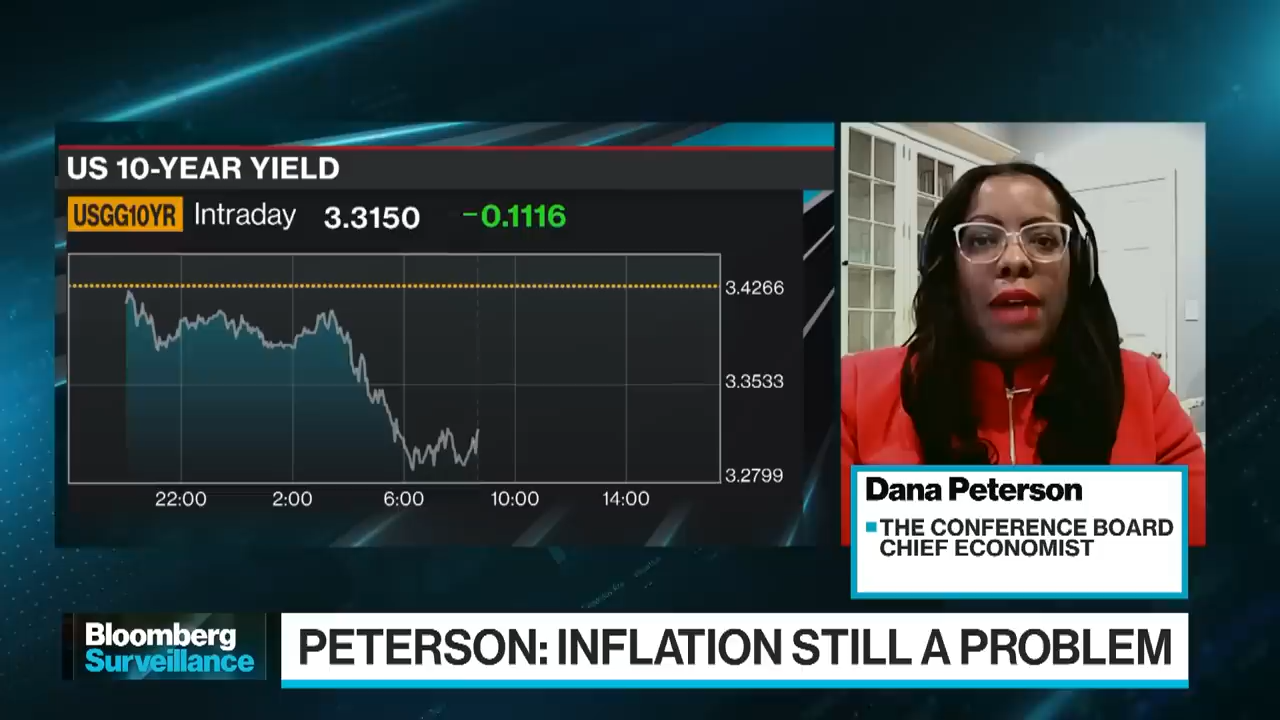 US 10-YEAR YIELD
USGG10YR Intraday 3.3150 -0.1116
3.4266
3.3533
3.2799
22:00 2:00 6:00 10:00 14:00
Dana Peterson
THE CONFERENCE BOARD
CHIEF ECONOMIST
Bloomberg
Surveillance
PETERSON: INFLATION STILL A PROBLEM